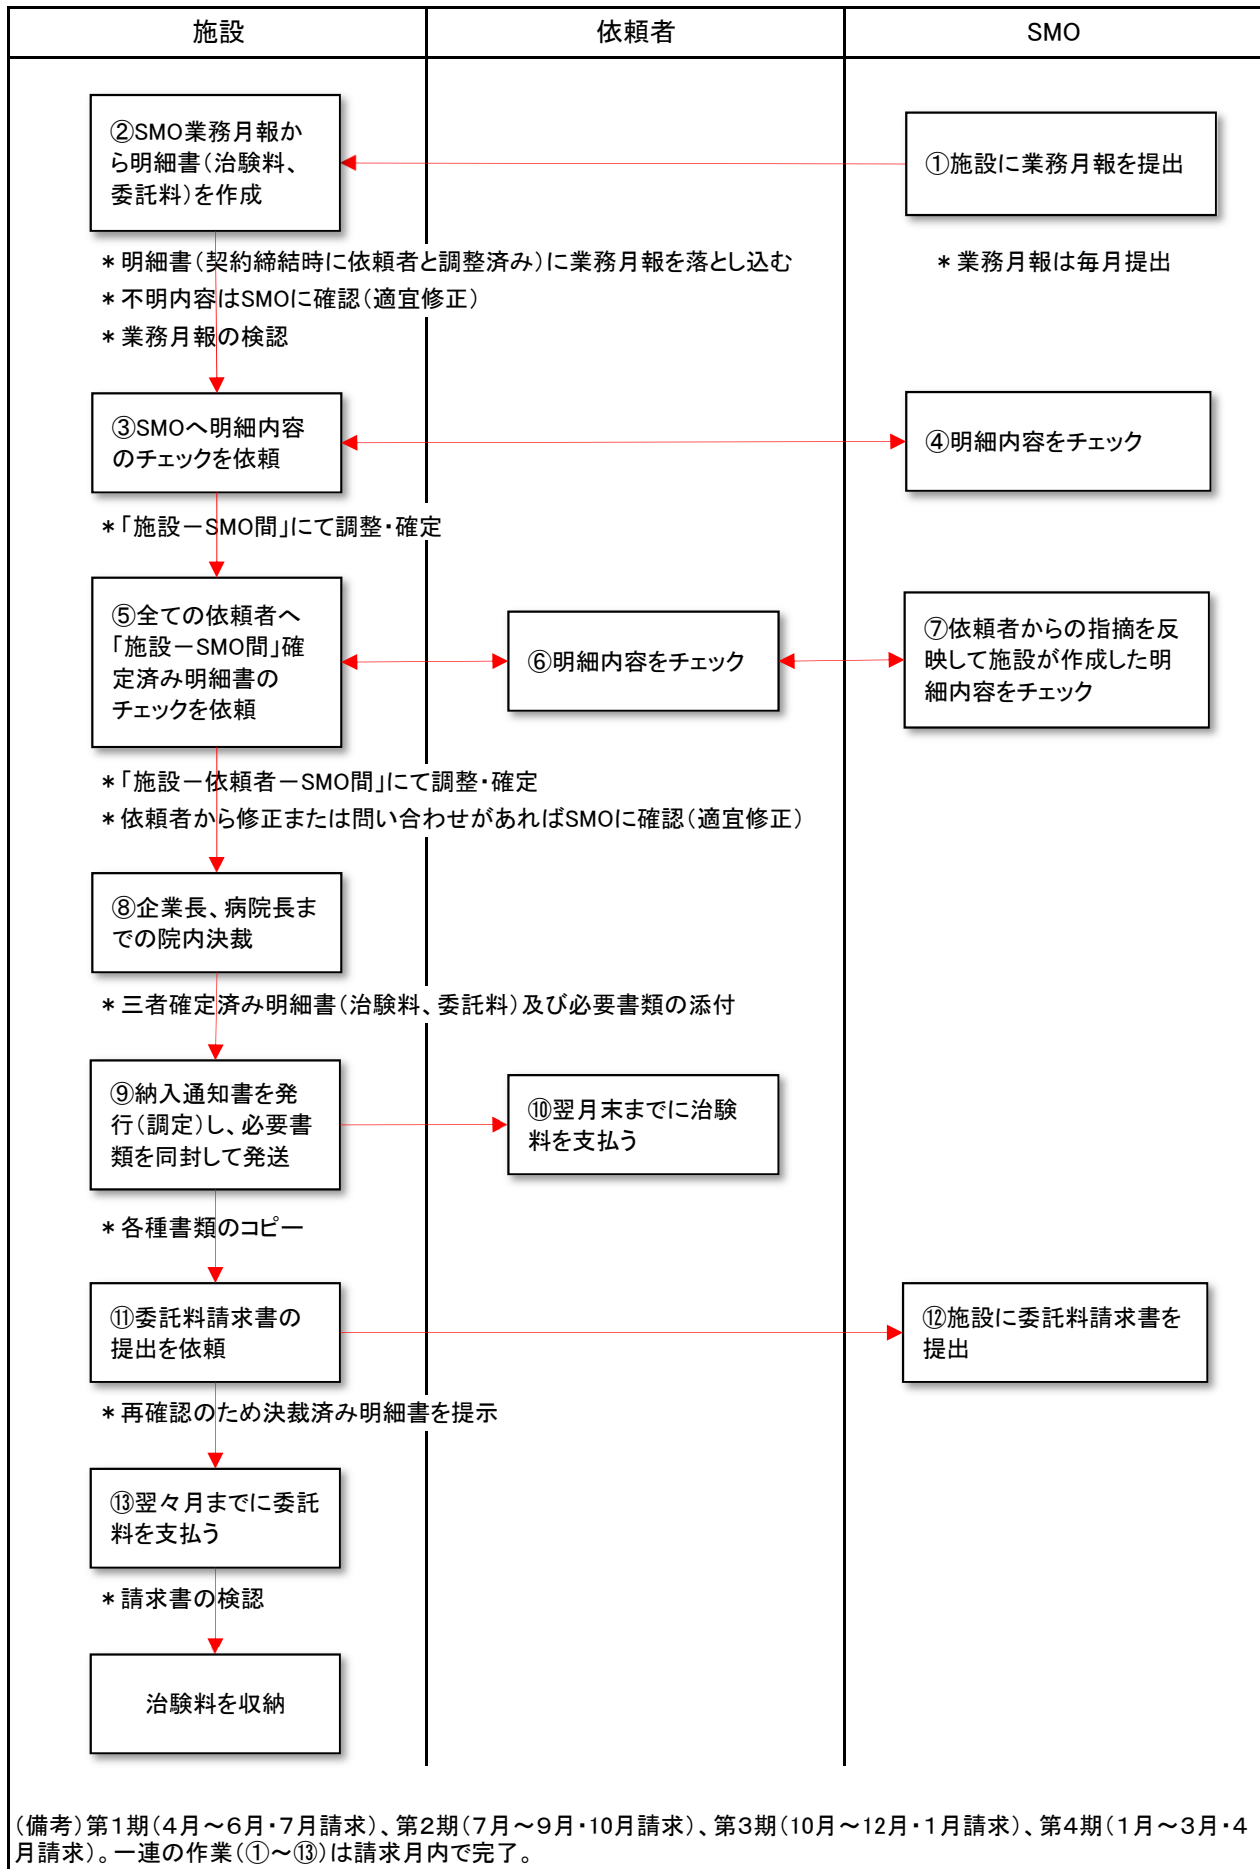 施設
依頼者
SMO
②SMO業務月報か
ら明細書（治験料、
委託料）を作成
①施設に業務月報を提出
＊明細書（契約締結時に依頼者と調整済み）に業務月報を落とし込む
＊業務月報は毎月提出
＊不明内容はSMOに確認（適宜修正）
＊業務月報の検認
③SMOへ明細内容
のチェックを依頼
④明細内容をチェック
＊「施設－SMO間」にて調整・確定
⑤全ての依頼者へ
「施設－SMO間」確
定済み明細書の
チェックを依頼
⑥明細内容をチェック
⑦依頼者からの指摘を反
映して施設が作成した明
細内容をチェック
＊「施設－依頼者－SMO間」にて調整・確定
＊依頼者から修正または問い合わせがあればSMOに確認（適宜修正）
⑧企業長、病院長ま
での院内決裁
＊三者確定済み明細書（治験料、委託料）及び必要書類の添付
⑨納入通知書を発
行（調定）し、必要書
類を同封して発送
⑩翌月末までに治験
料を支払う
＊各種書類のコピー
⑪委託料請求書の
提出を依頼
⑫施設に委託料請求書を
提出
＊再確認のため決裁済み明細書を提示
⑬翌々月までに委託
料を支払う
＊請求書の検認
治験料を収納
（備考）第１期（４月～６月・７月請求）、第２期（７月～９月・10月請求）、第３期（10月～12月・１月請求）、第４期（１月～３月・４
月請求）。一連の作業（①～⑬）は請求月内で完了。